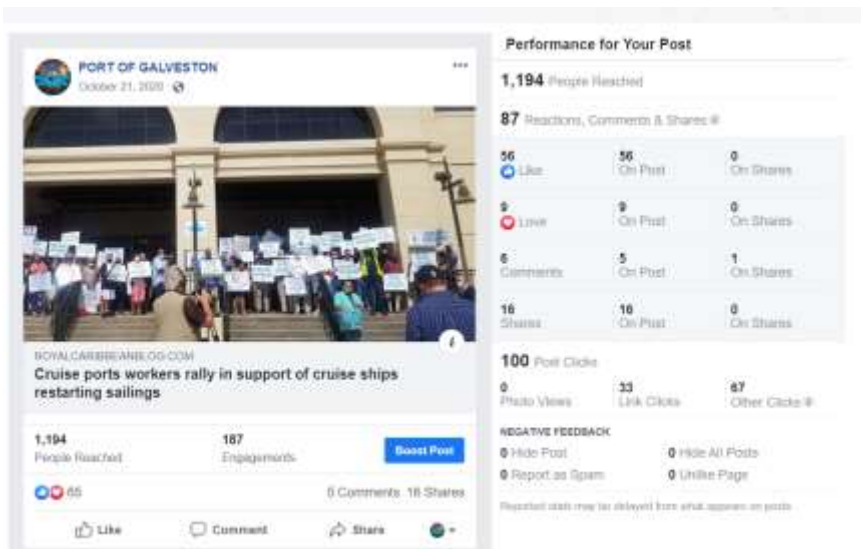 PORT OF GALVESTON
October 21, 2020
ROYALCARIBBEANBLOG.COM
Cruise ports workers rally in support of cruise ships
restarting sailings
1,194
People Reached
187
Engagements
Boost Post
65
5 Comments 16 Shares
Like
Comment
Share
Performance for Your Post
1,194 People Reached
87 Reactions, Comments & Shares
56
Like
56
On Post
0
On Shares
9
Love
9
On Post
0
On Shares
6
Comments
5
On Post
1
On Shares
16
Shares
16
On Post
0
On Shares
100 Post Clicks
0
Photo Views
33
Link Clicks
67
Other Clicks
NEGATIVE FEEDBACK
0 Hide Post
0 Hide All Posts
0 Report as Spam
0 Unlike Page
Reported stats may be delayed from what appears on posts